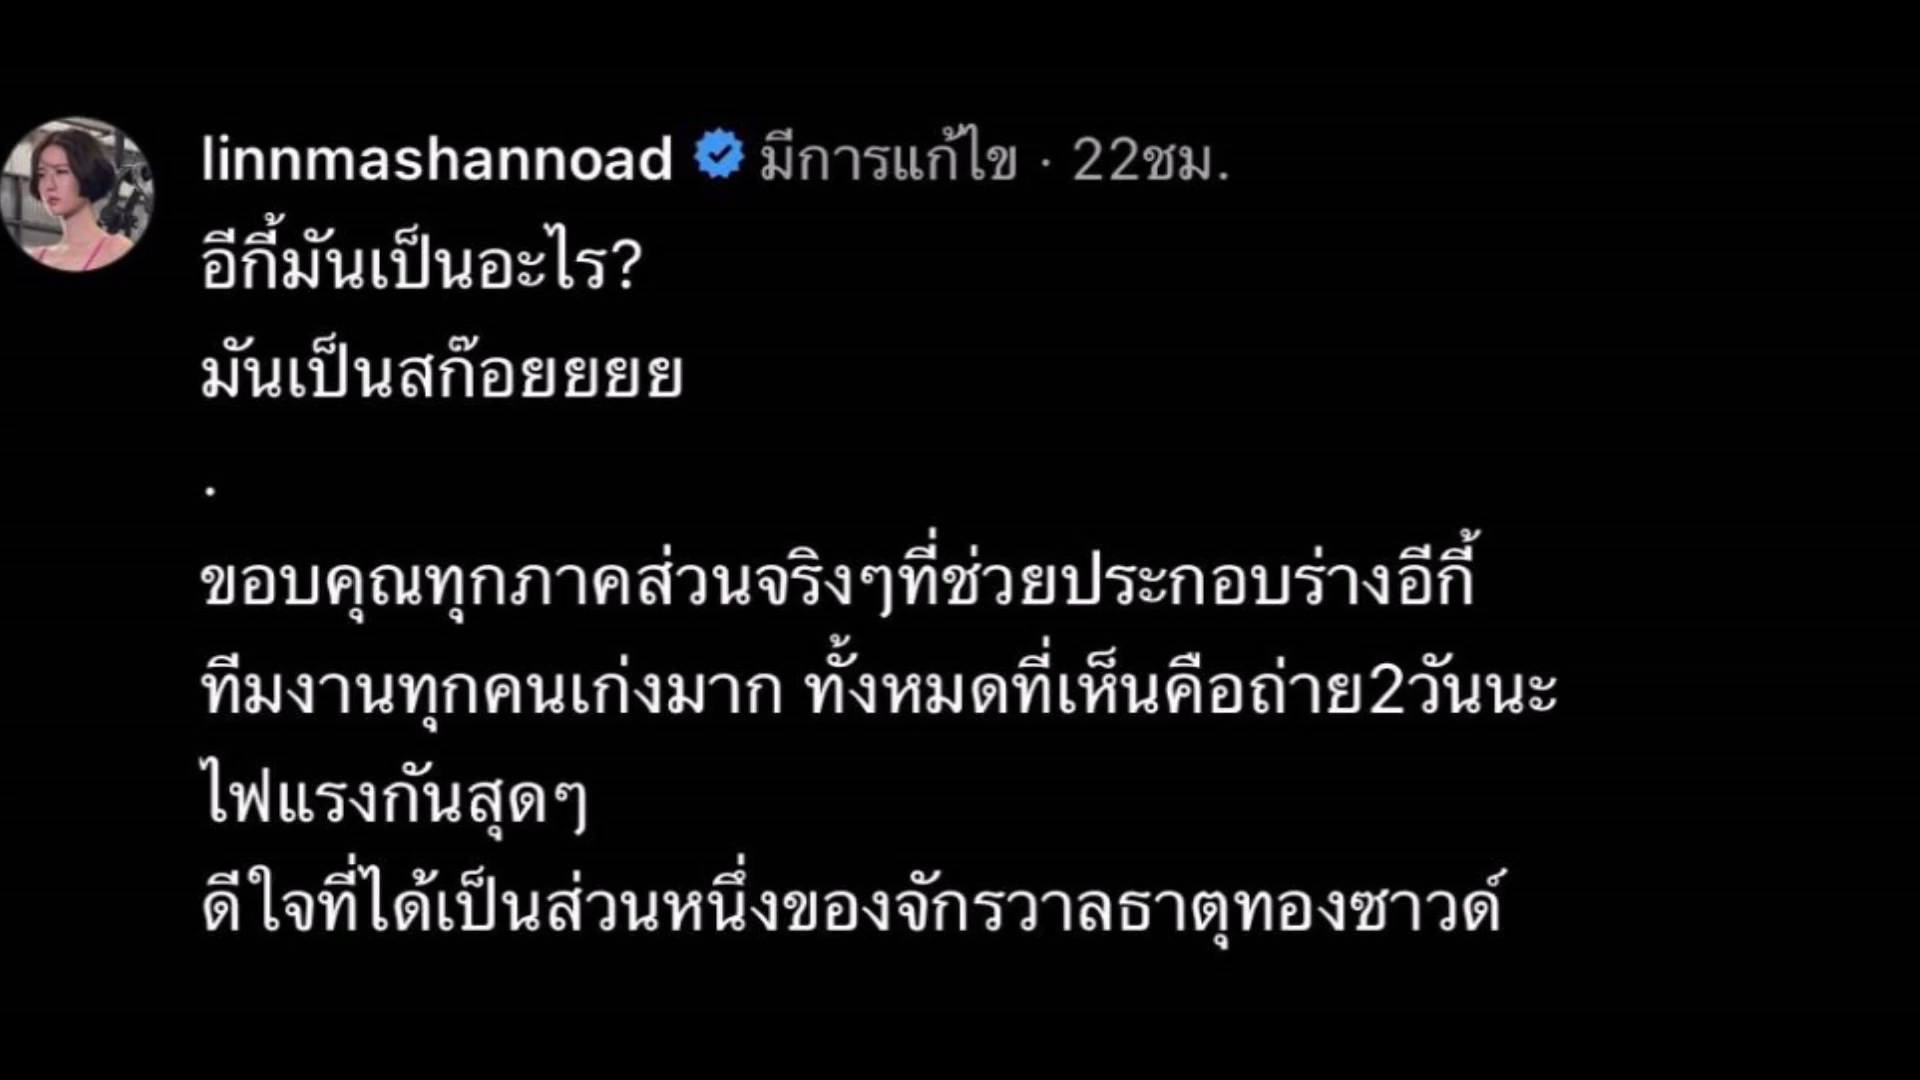 linnmashannoad มีการแก้ไข · 22ชม.
อีกี้มันเป็นอะไร?
มันเป็นสก๊อยยยย
.
ขอบคุณทุกภาคส่วนจริงๆที่ช่วยประกอบร่างอีกี้
ทีมงานทุกคนเก่งมาก ทั้งหมดที่เห็นคือถ่าย2วันนะ
ไฟแรงกันสุดๆ
ดีใจที่ได้เป็นส่วนหนึ่งของจักรวาลธาตุทองซาวด์